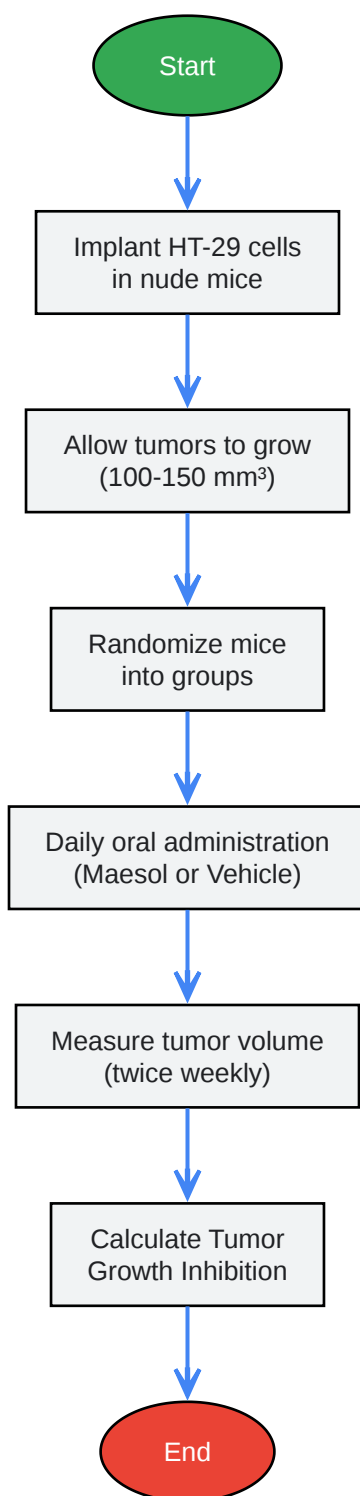 Start
Implant HT-29 cells
in nude mice
Allow tumors to grow
(100-150 mm³)
Randomize mice
into groups
Daily oral administration
(Maesol or Vehicle)
Measure tumor volume
(twice weekly)
Calculate Tumor
Growth Inhibition
End